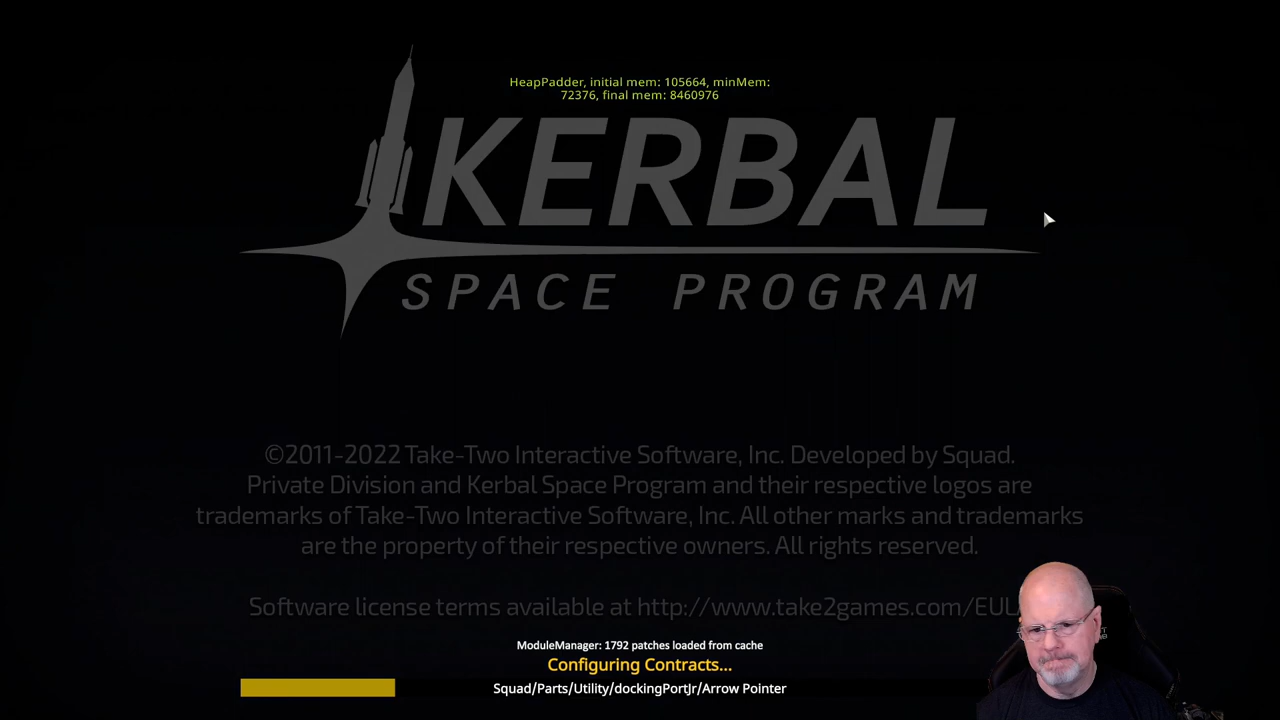 HeapPadder, initial mem: 105664, minMem:
72376, final mem: 8460976
KERBAL
SPACE PROGRAM
©2011-2022 Take-Two Interactive Software, Inc. Developed by Squad.
Private Division and Kerbal Space Program and their respective logos are
trademarks of Take-Two Interactive Software, Inc. All other marks and trademarks
are the property of their respective owners. All rights reserved.
Software license terms available at http://www.take2games.com/EUL
ModuleManager: 1792 patches loaded from cache
Configuring Contracts...
Squad/Parts/Utility/dockingPortJr/Arrow Pointer